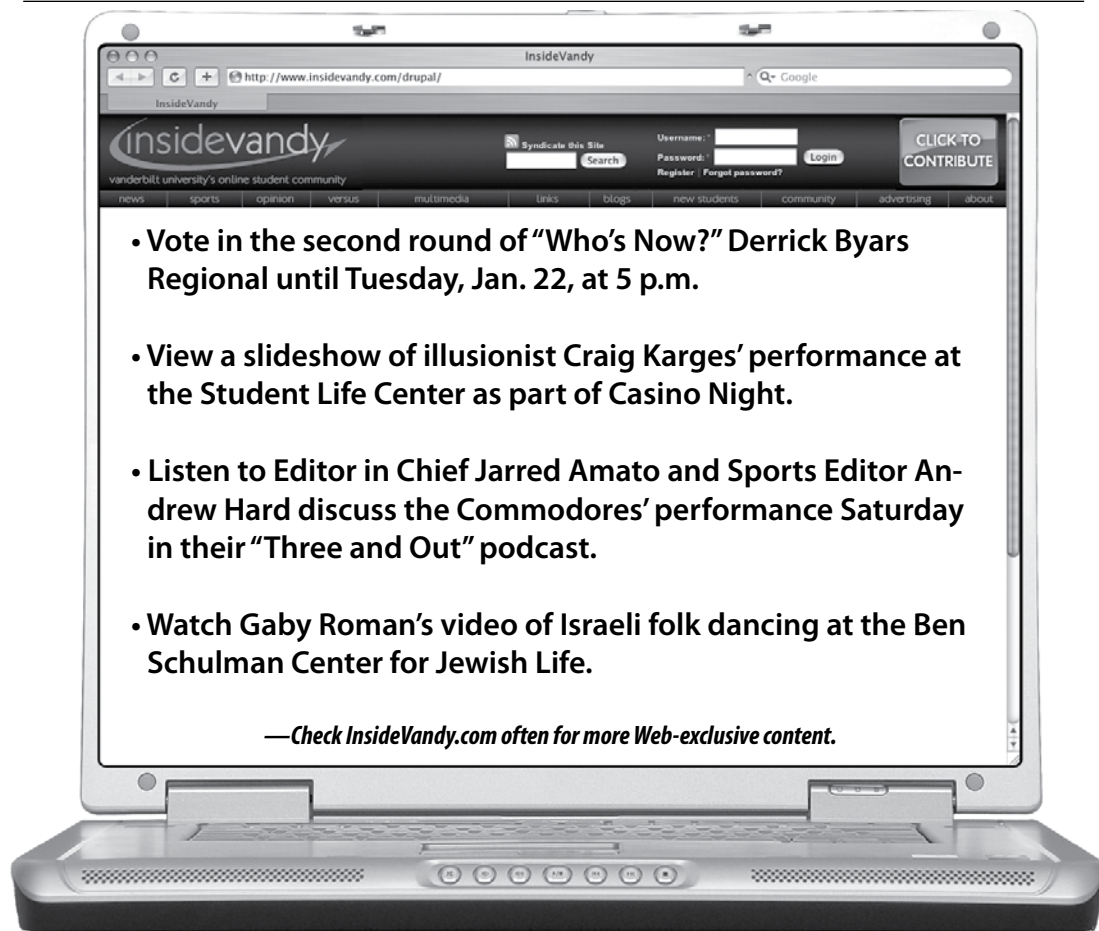 InsideVandy
http://www.insidevandy.com/drupal/
Google
InsideVandy
insidevandy
vanderbilt university's online student community
Syndicate this Site
Search
Username: *
Password: *
Login
Register | Forgot password?
CLICK TO
CONTRIBUTE
news sports opinion versus multimedia links blogs new students community advertising about
• Vote in the second round of “Who’s Now?” Derrick Byars
Regional until Tuesday, Jan. 22, at 5 p.m.
• View a slideshow of illusionist Craig Karges’ performance at
the Student Life Center as part of Casino Night.
• Listen to Editor in Chief Jarred Amato and Sports Editor An-
drew Hard discuss the Commodores’ performance Saturday
in their “Three and Out” podcast.
• Watch Gaby Roman’s video of Israeli folk dancing at the Ben
Schulman Center for Jewish Life.
—Check InsideVandy.com often for more Web-exclusive content.